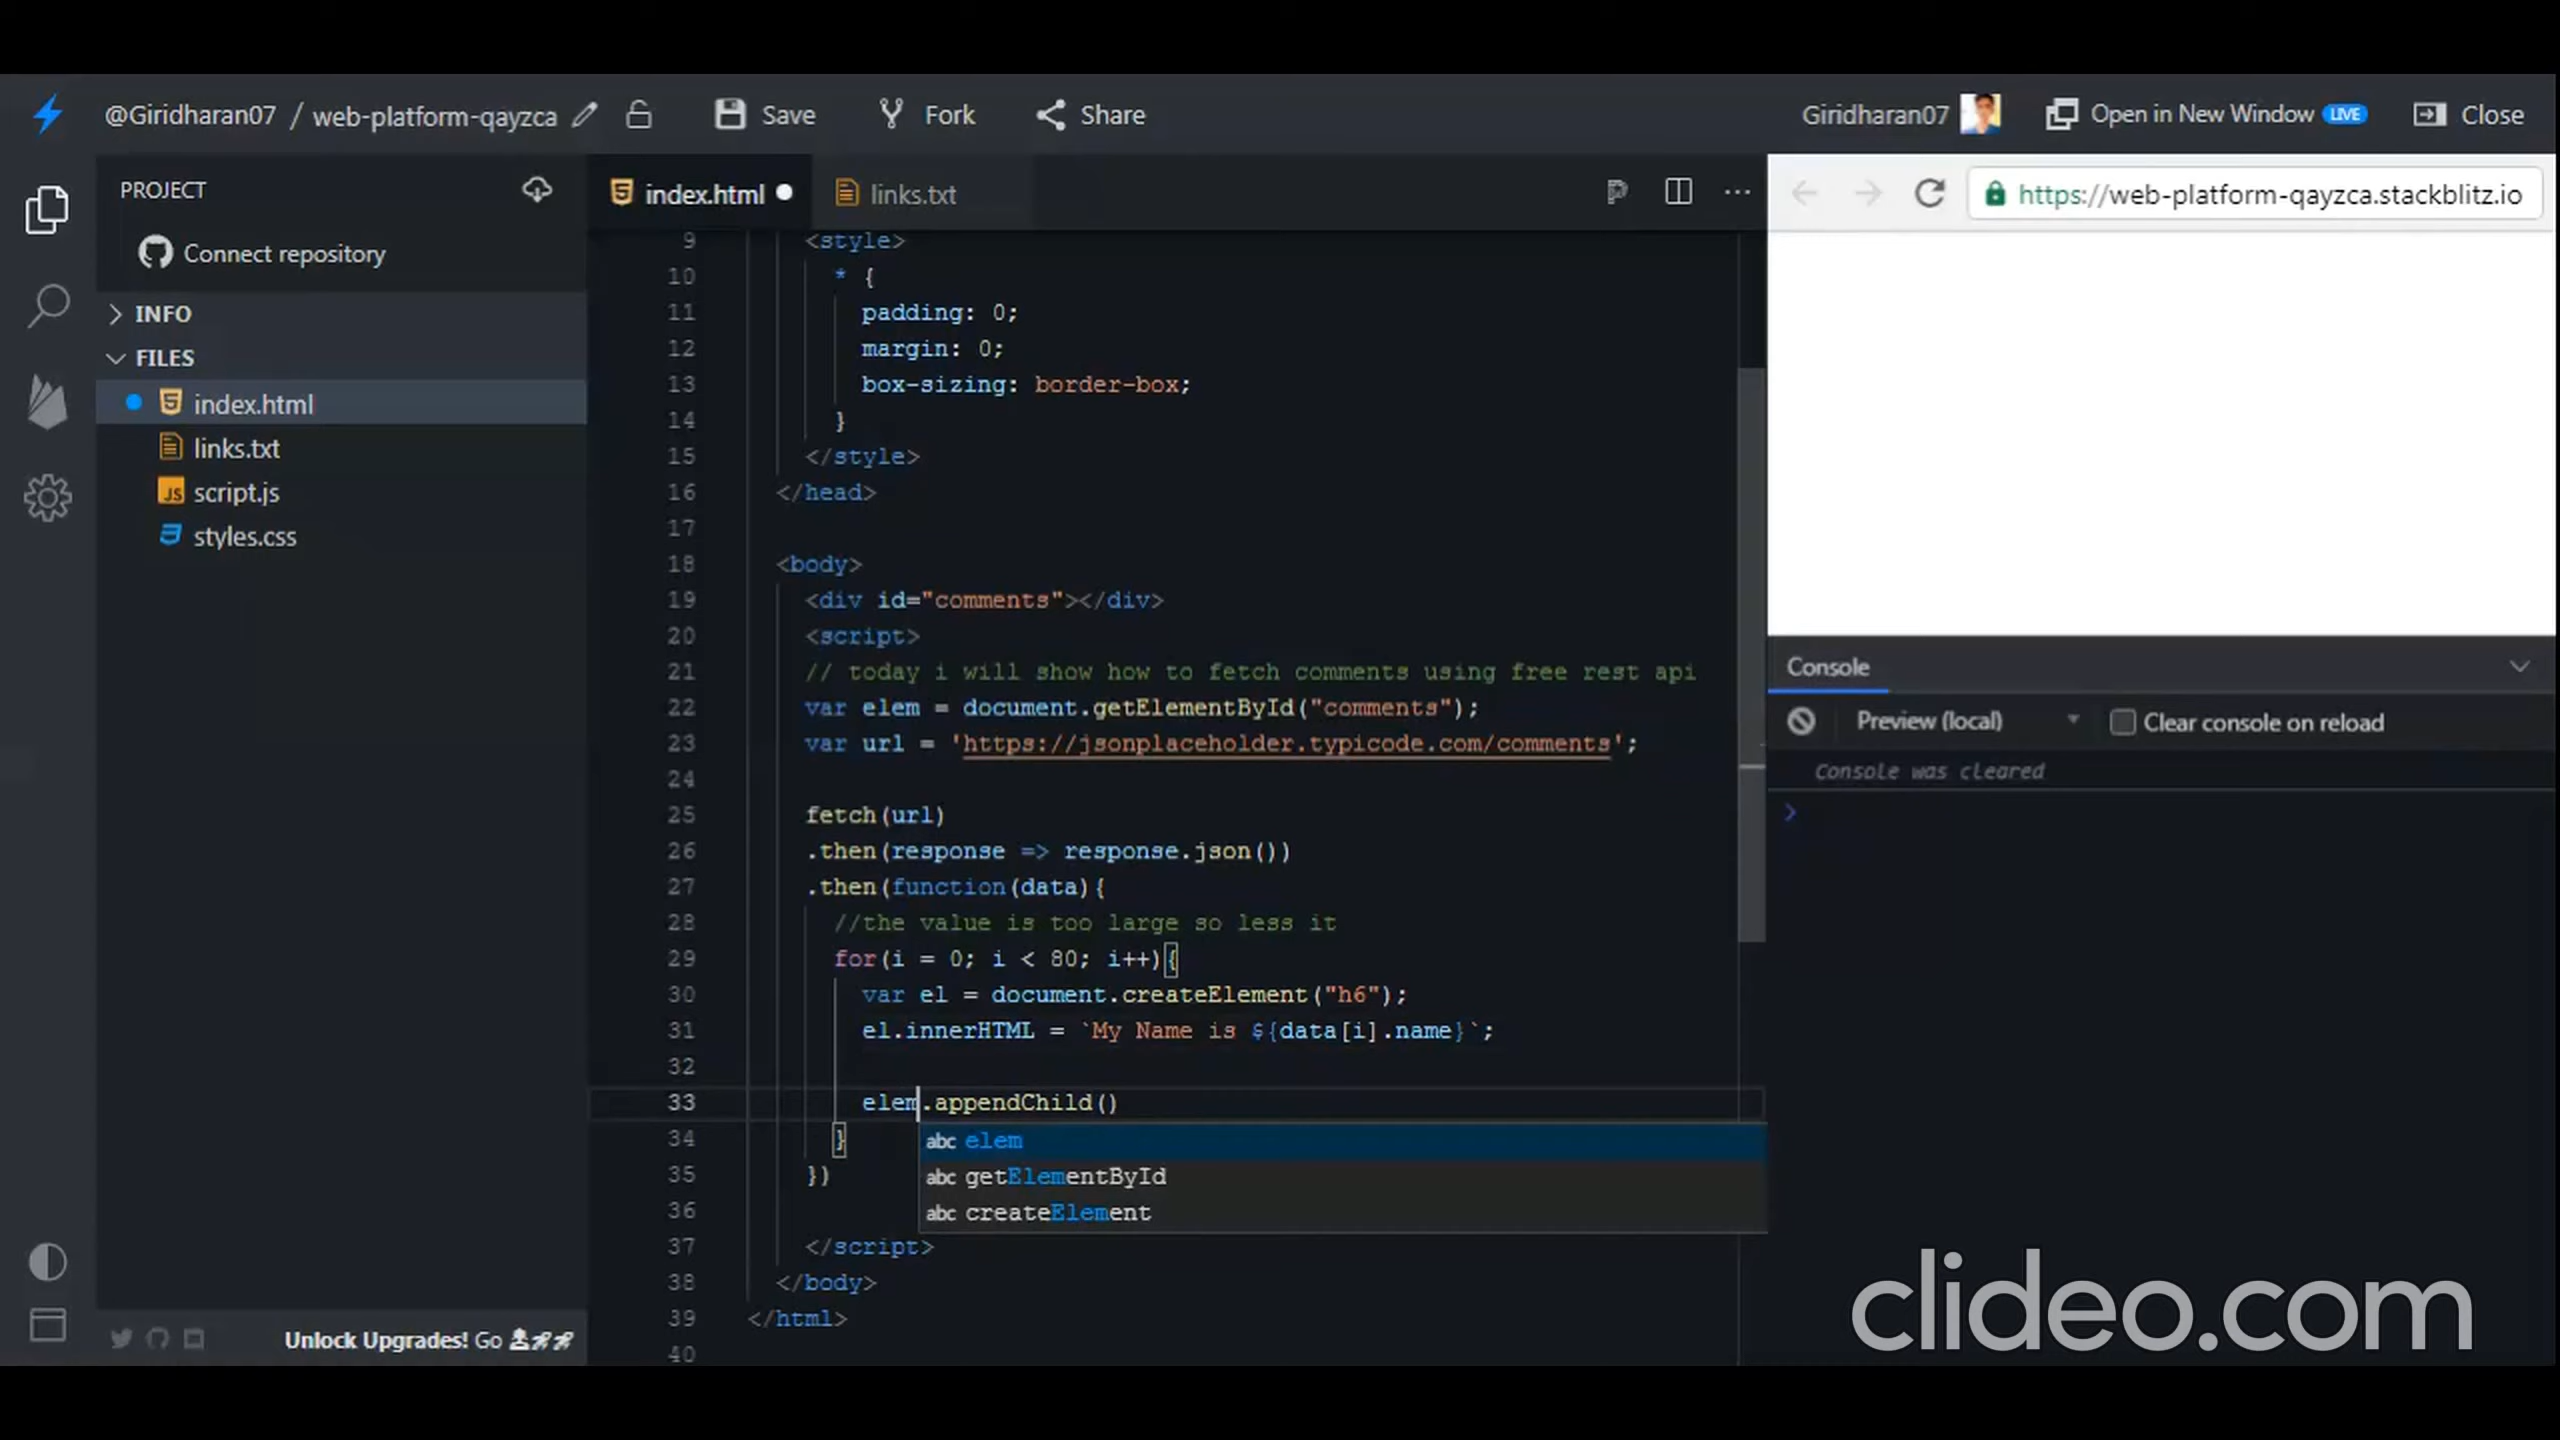 @Giridharan07 / web-platform-qayzca Save Fork Share Giridharan07 Open in New Window LIVE Close
PROJECT
Connect repository
INFO
FILES
index.html
links.txt
script.js
styles.css
Unlock Upgrades! Go
index.html links.txt
9 <style>
10 * {
11 padding: 0;
12 margin: 0;
13 box-sizing: border-box;
14 }
15 </style>
16 </head>
17
18 <body>
19 <div id="comments"></div>
20 <script>
21 // today i will show how to fetch comments using free rest api
22 var elem = document.getElementById("comments");
23 var url = 'https://jsonplaceholder.typicode.com/comments';
24
25 fetch(url)
26 .then(response => response.json())
27 .then(function(data){
28 //the value is too large so less it
29 for(i = 0; i < 80; i++){
30 var el = document.createElement("h6");
31 el.innerHTML = `My Name is ${data[i].name}`;
32
33 elem.appendChild()
34 }
abc elem
35 })
abc getElementById
36
abc createElement
37 </script>
38 </body>
39 </html>
40
https://web-platform-qayzca.stackblitz.io
Console
Preview (local) Clear console on reload
Console was cleared
clideo.com